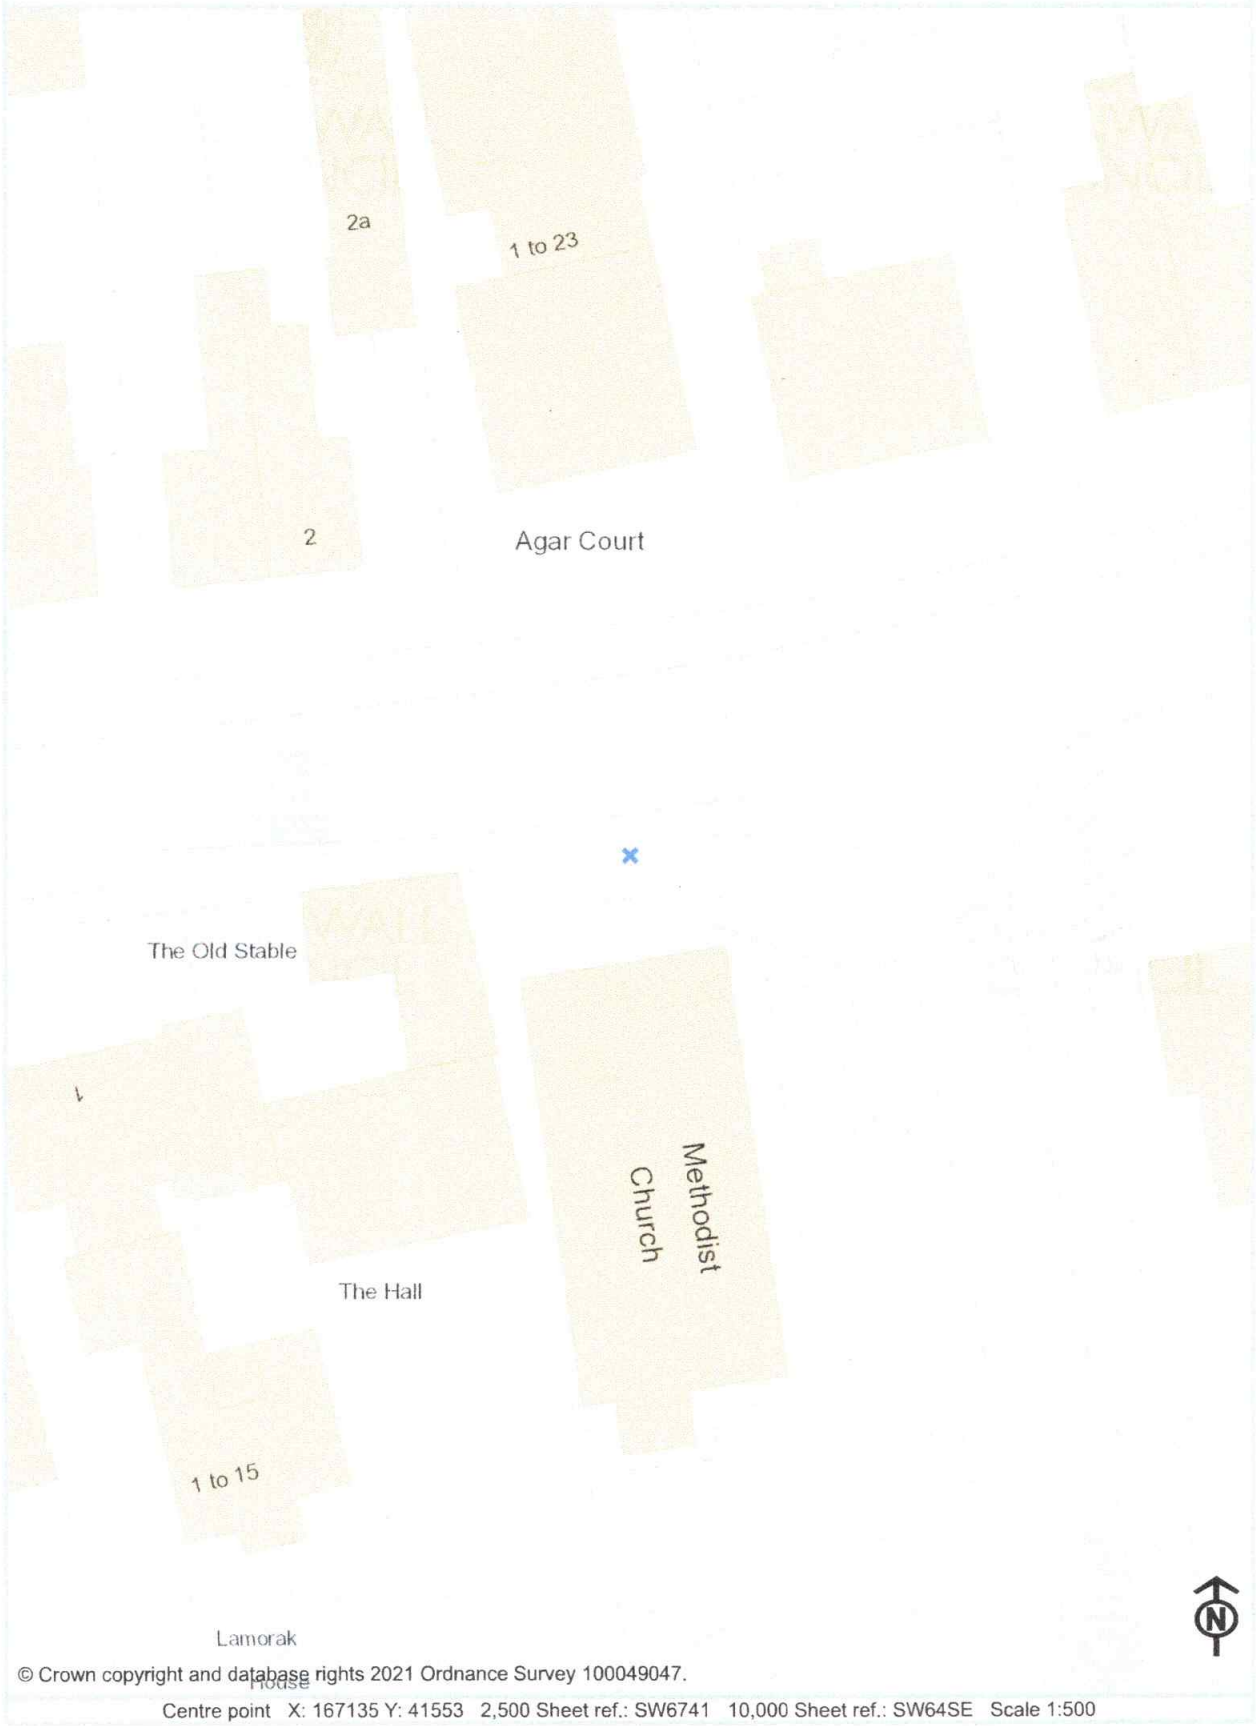 2a
1 to 23
2
Agar Court
The Old Stable
1
Methodist
Church
The Hall
1 to 15
Lamorak
House
N
© Crown copyright and database rights 2021 Ordnance Survey 100049047.
Centre point X: 167135 Y: 41553 2,500 Sheet ref.: SW6741 10,000 Sheet ref.: SW64SE Scale 1:500